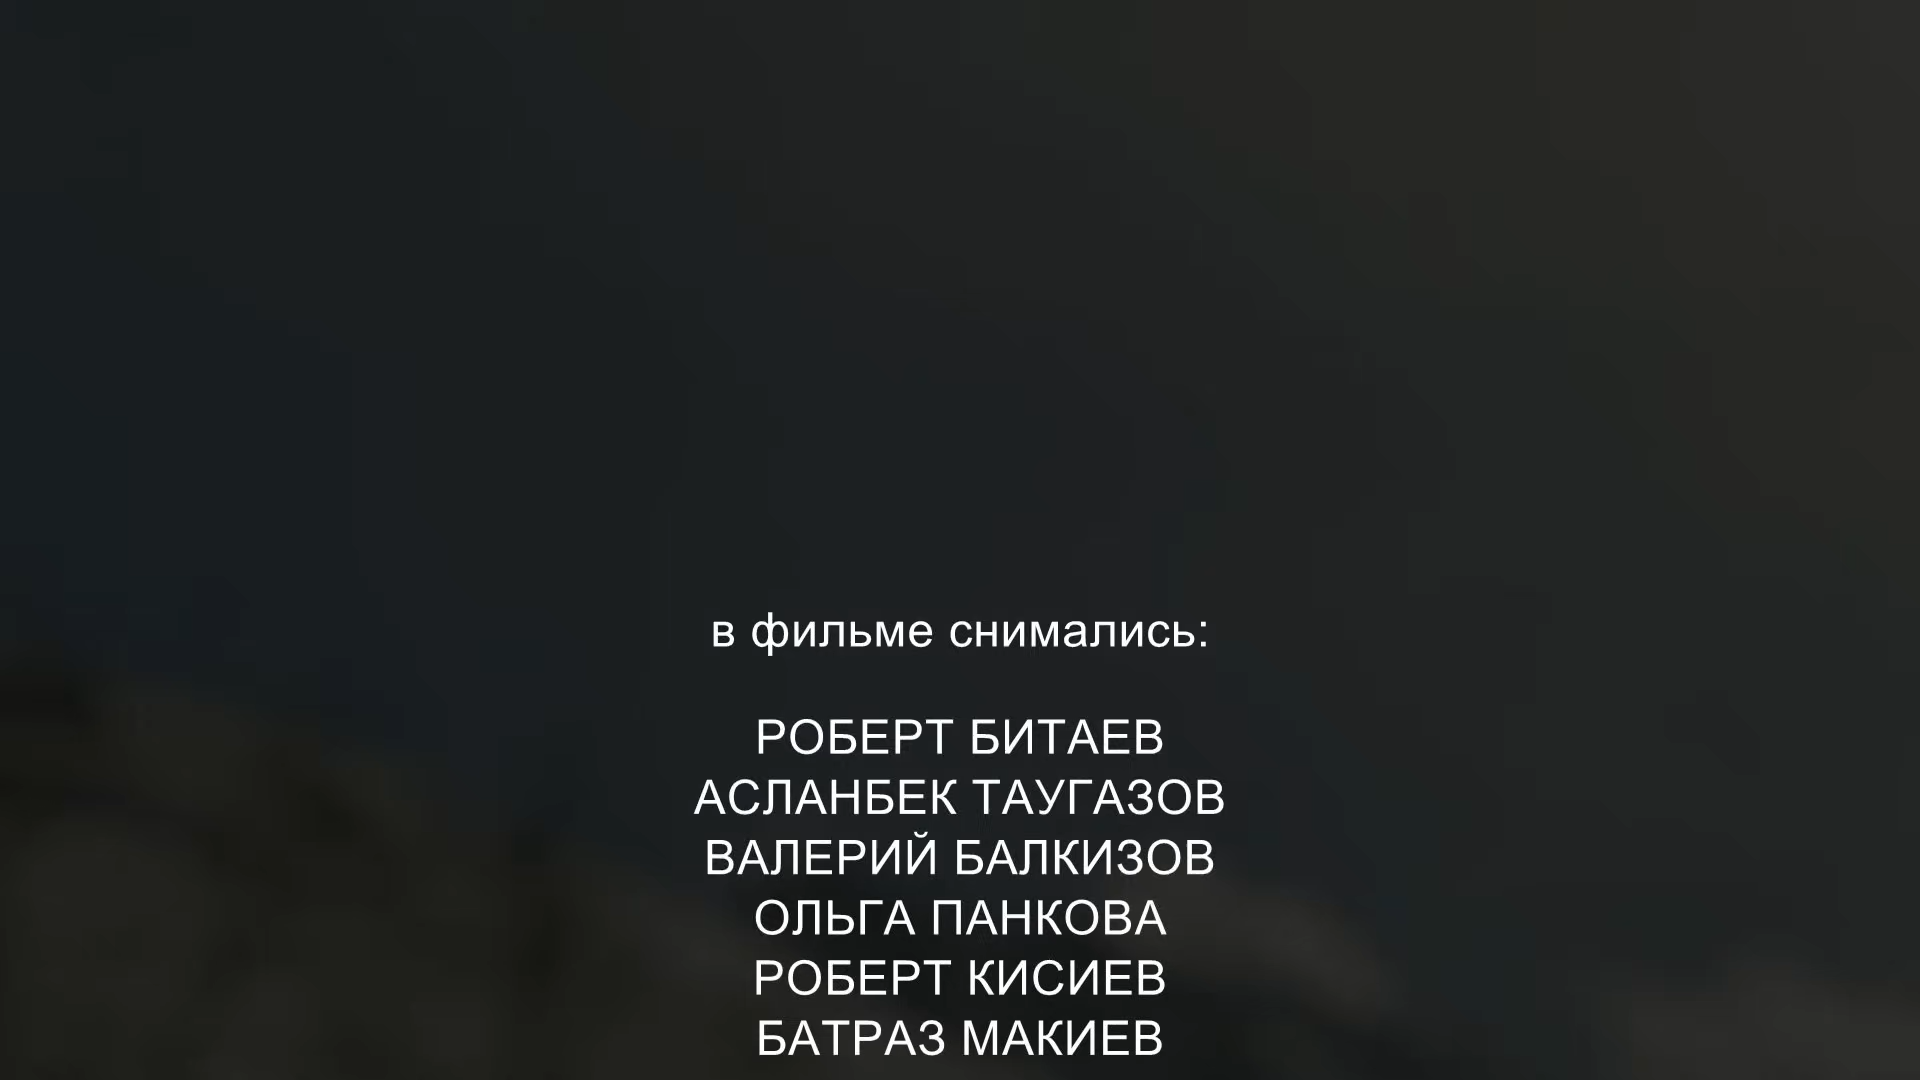 в фильме снимались:
РОБЕРТ БИТАЕВ
АСЛАНБЕК ТАУГАЗОВ
ВАЛЕРИЙ БАЛКИЗОВ
ОЛЬГА ПАНКОВА
РОБЕРТ КИСИЕВ
БАТРАЗ МАКИЕВ